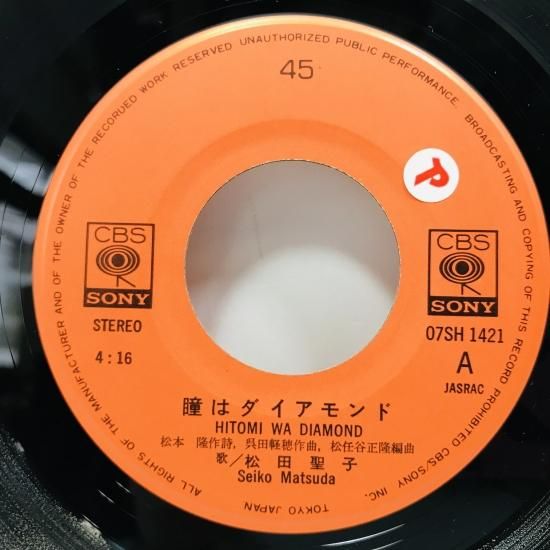 ALL RIGHTS OF THE MANUFACTURER AND OF THE OWNER OF THE RECORDED WORK RESERVED UNAUTHORIZED PUBLIC PERFORMANCE, BROADCASTING AND COPYING OF THIS RECORD PROHIBITED CBS/SONY INC. TOKYO JAPAN
45
P
CBS
SONY
STEREO
4:16
CBS
SONY
07SH 1421
A
JASRAC
瞳はダイアモンド
HITOMI WA DIAMOND
松本 隆作詩, 呉田軽穂作曲, 松任谷正隆編曲
歌/松田聖子
Seiko Matsuda